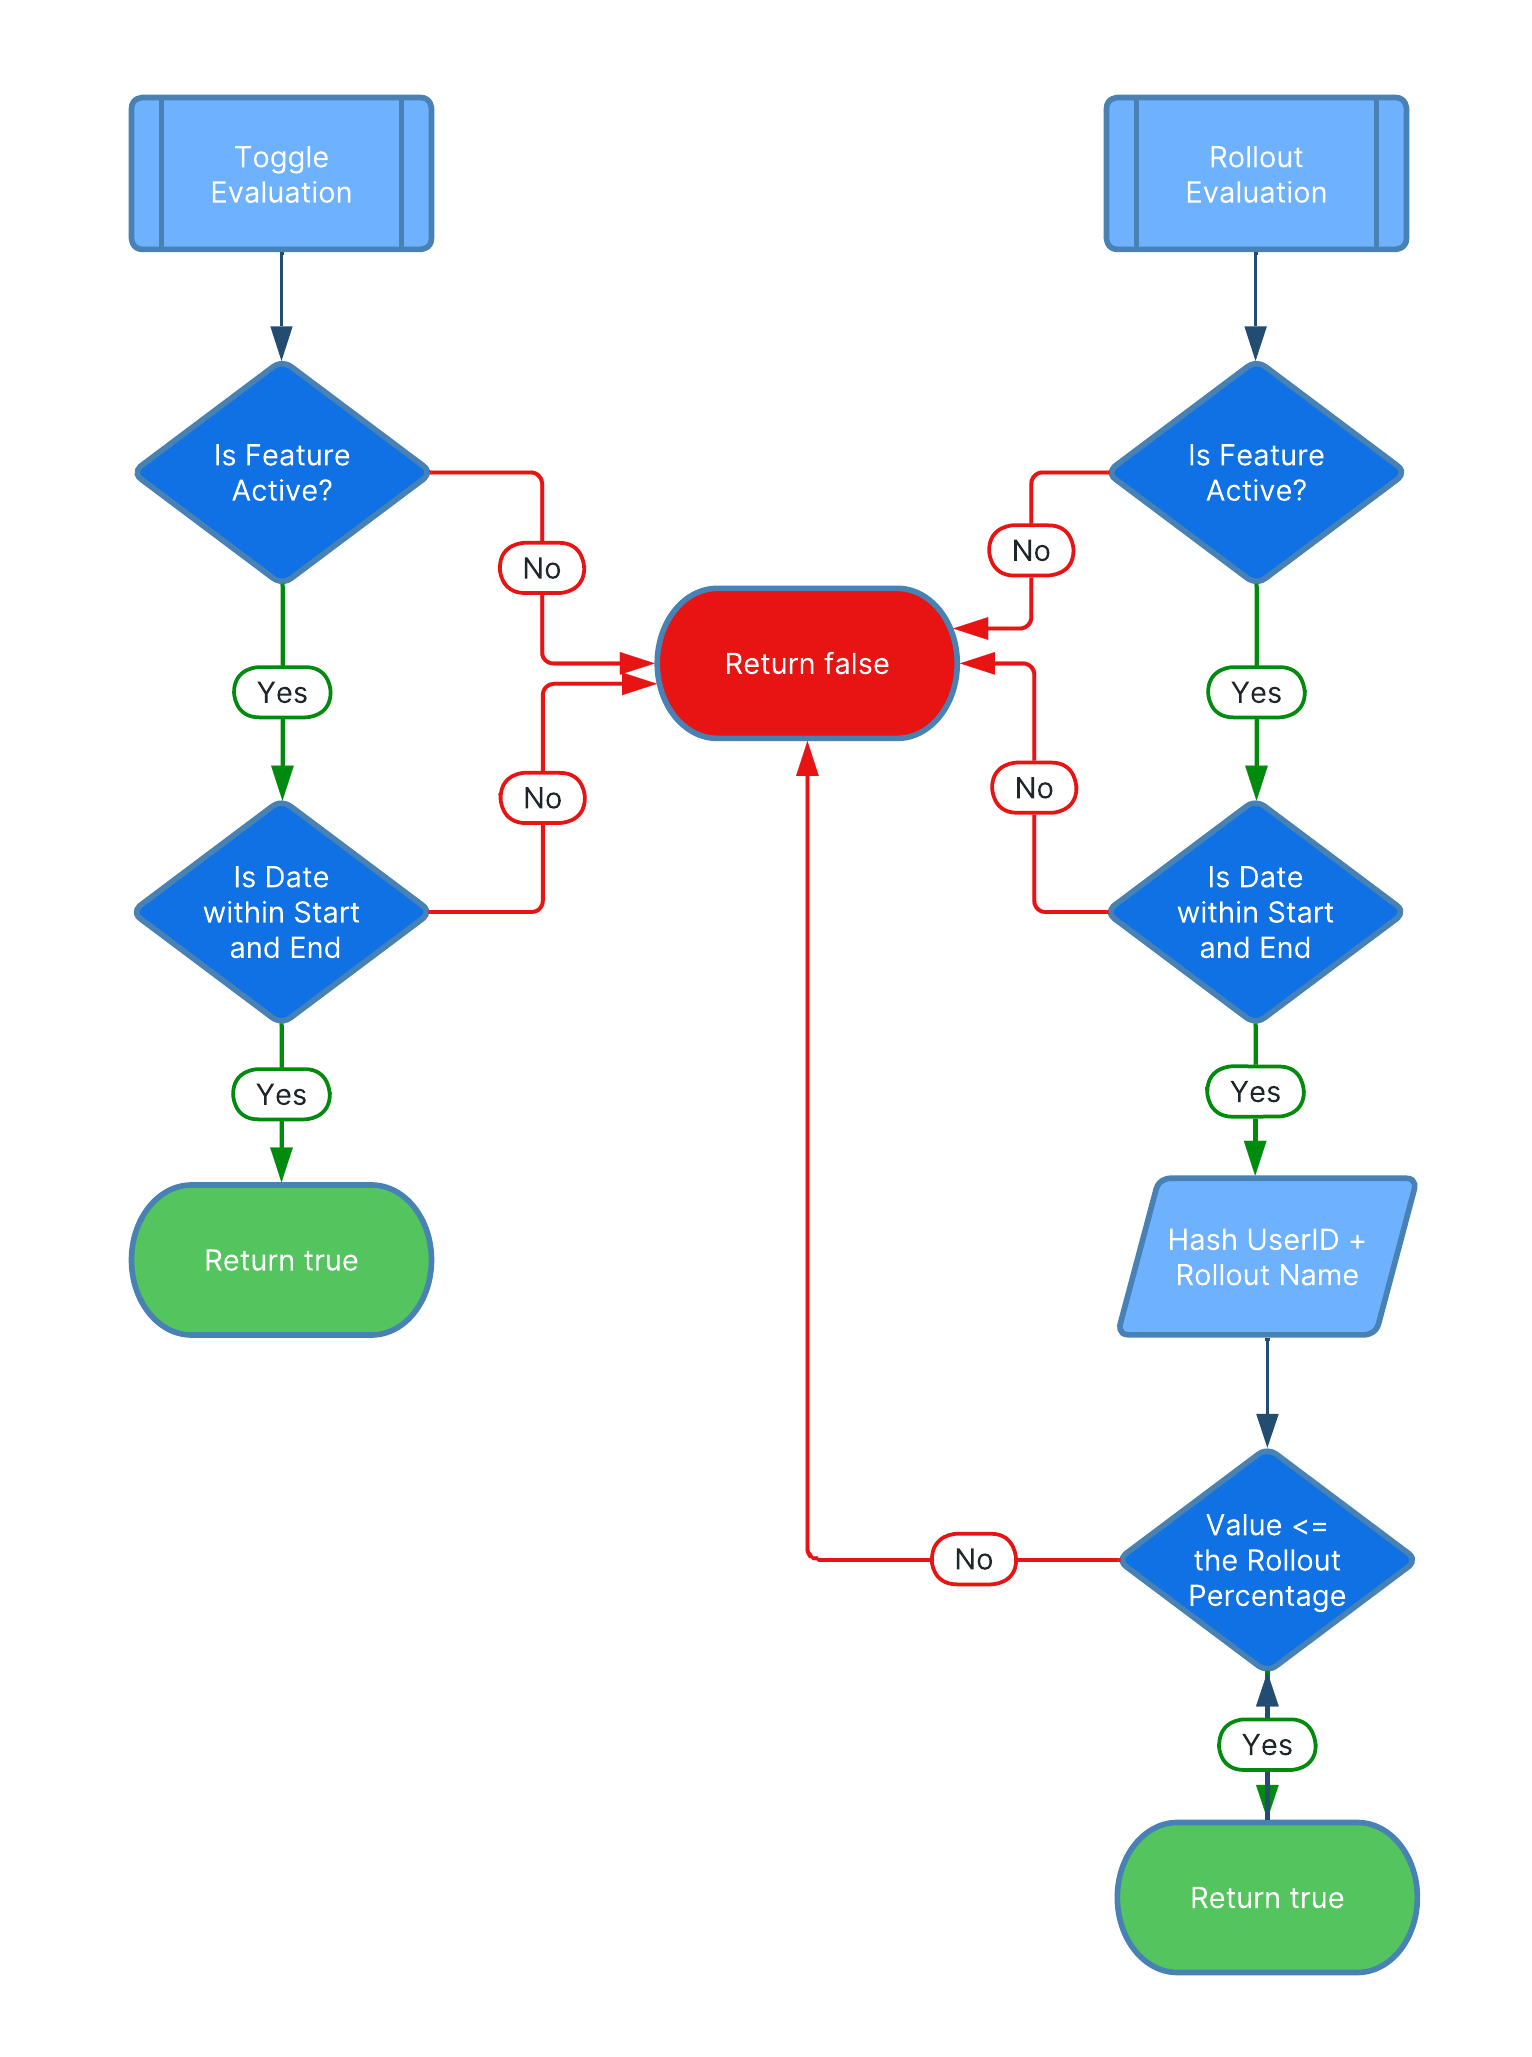 Toggle
Evaluation
Is Feature
Active?
No
Yes
Is Date
within Start
and End
No
Yes
Return true
Return false
Rollout
Evaluation
Is Feature
Active?
No
Yes
Is Date
within Start
and End
No
Yes
Hash UserID +
Rollout Name
Value <=
the Rollout
Percentage
No
Yes
Return true